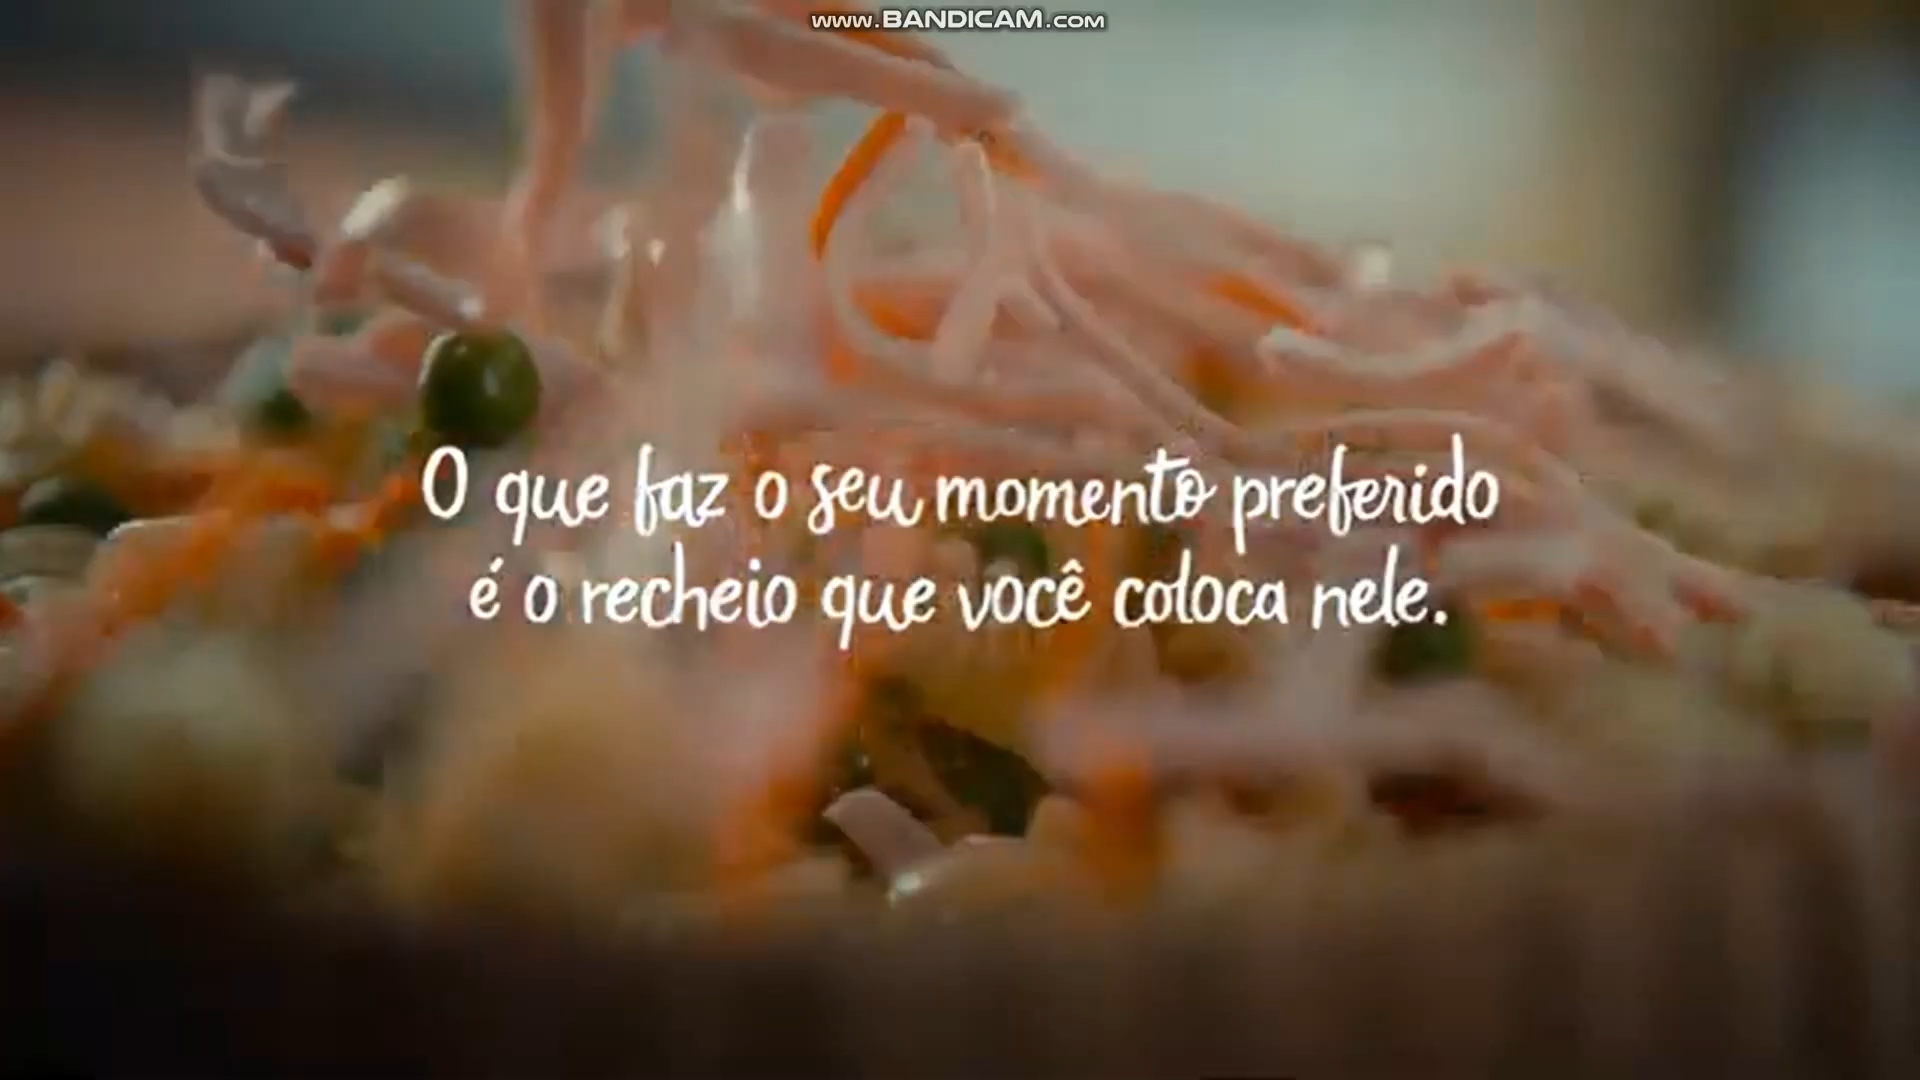 www.BANDICAM.com
O que faz o seu momento preferido
é o recheio que você coloca nele.